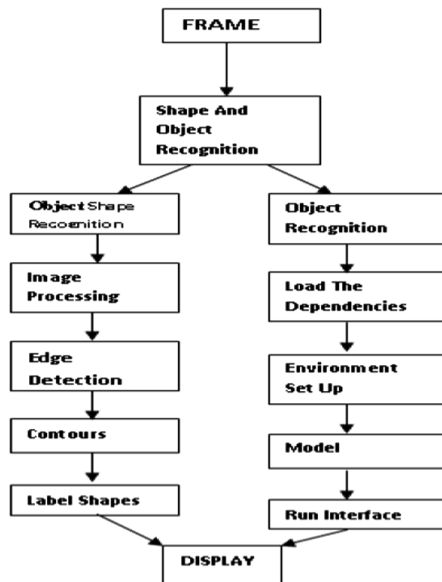 FRAME
Shape And
Object
Recognition
Object Shape
Recognition
Image
Processing
Edge
Detection
Contours
Label Shapes
Object
Recognition
Load The
Dependencies
Environment
Set Up
Model
Run Interface
DISPLAY